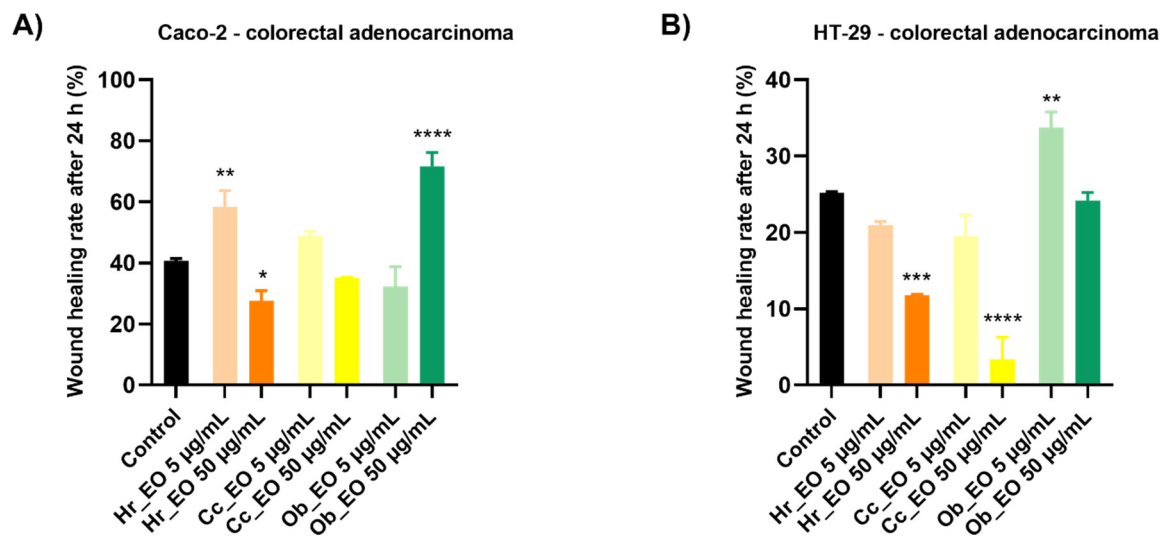 A)
Caco-2 - colorectal adenocarcinoma
Wound healing rate after 24 h (%)
100
80
60
40
20
0
**
*
****
Control
Hr_EO 5 µg/mL
Hr_EO 50 µg/mL
Cc_EO 5 µg/mL
Cc_EO 50 µg/mL
Ob_EO 5 µg/mL
Ob_EO 50 µg/mL
B)
HT-29 - colorectal adenocarcinoma
Wound healing rate after 24 h (%)
40
30
20
10
0
***
****
**
Control
Hr_EO 5 µg/mL
Hr_EO 50 µg/mL
Cc_EO 5 µg/mL
Cc_EO 50 µg/mL
Ob_EO 5 µg/mL
Ob_EO 50 µg/mL